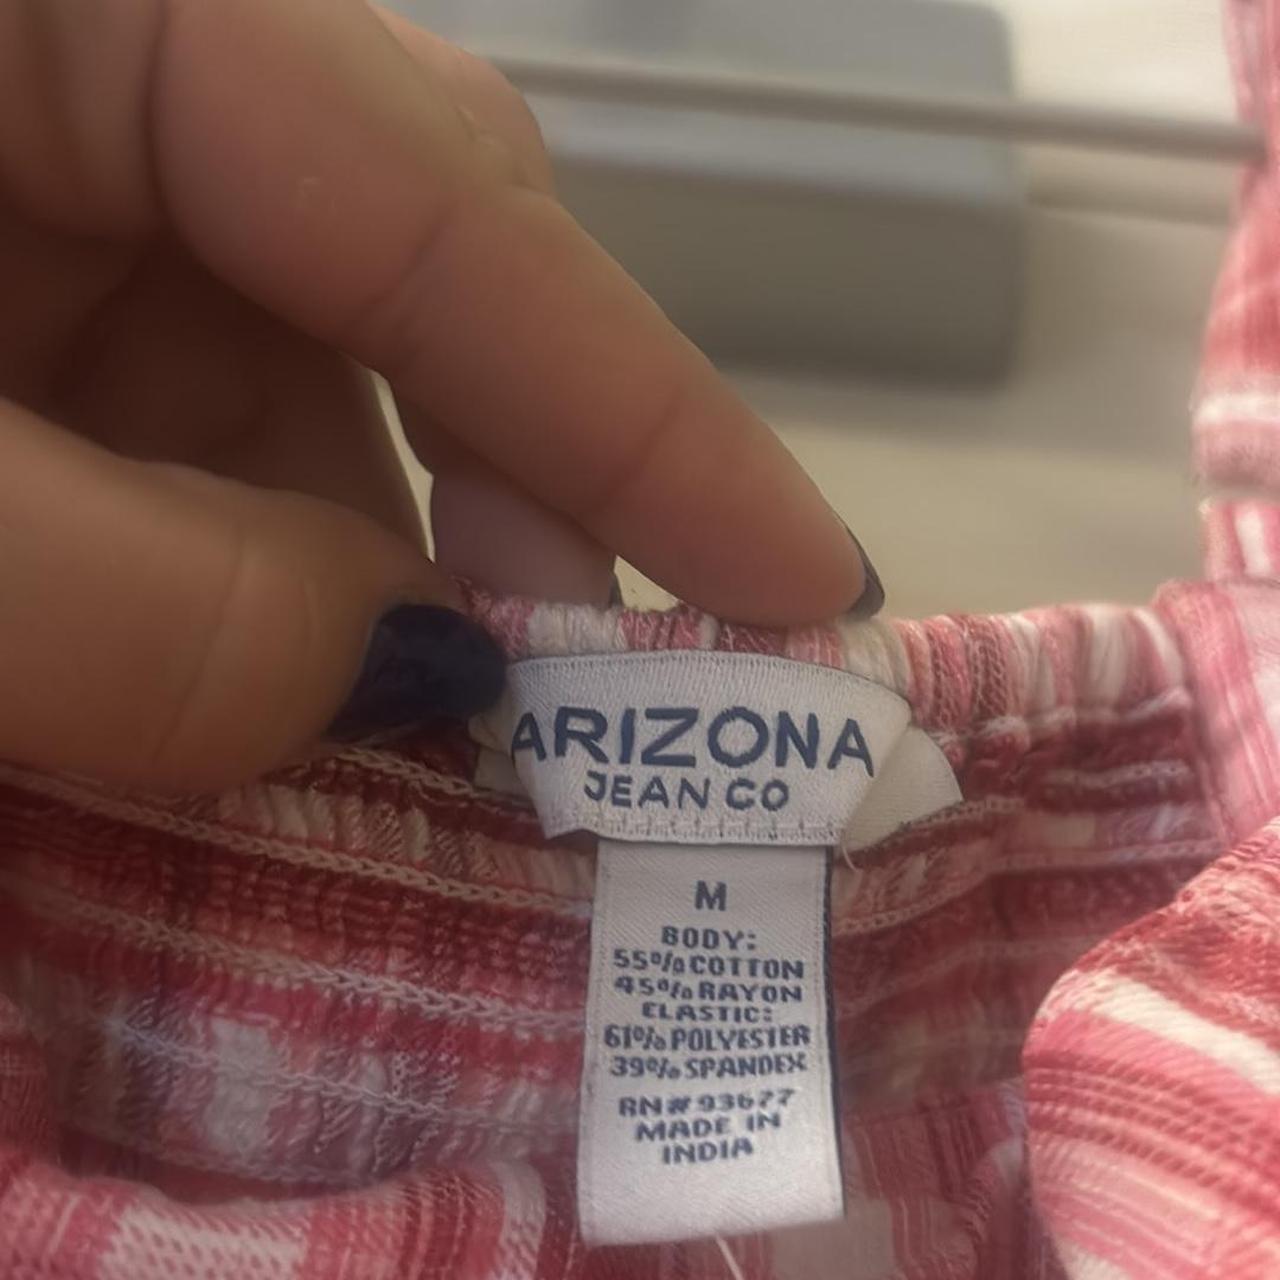 ARIZONA
JEAN CO
M
BODY:
55% COTTON
45% RAYON
ELASTIC:
61% POLYESTER
39% SPANDEX
RN# 93677
MADE IN
INDIA